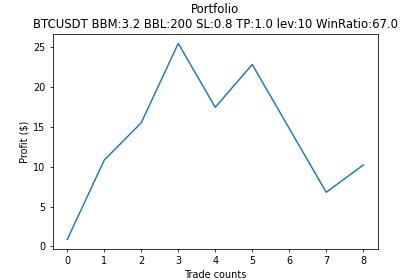 Portfolio
BTCUSDT BBM:3.2 BBL:200 SL:0.8 TP:1.0 lev:10 WinRatio:67.0
25
20
15
10
5
0
Profit ($)
0 1 2 3 4 5 6 7 8
Trade counts